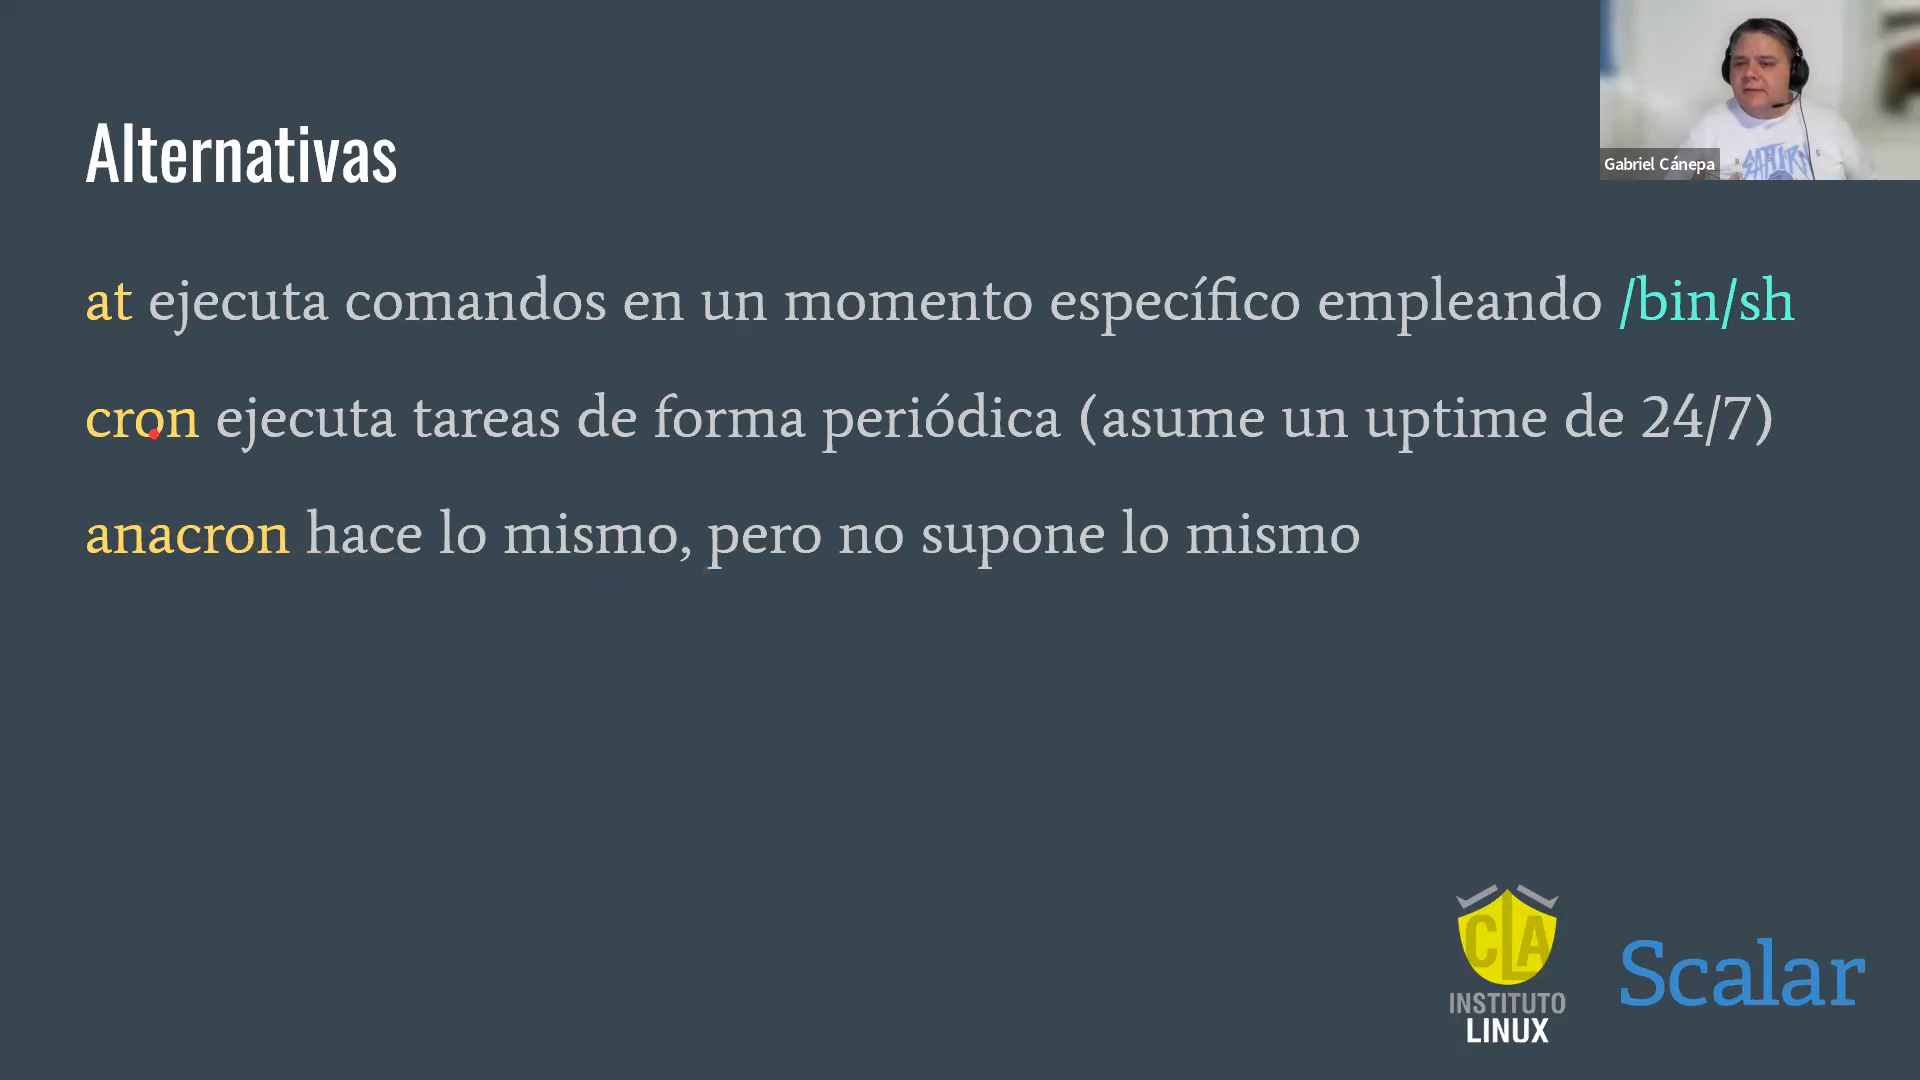 Alternativas
Gabriel Cánepa
at ejecuta comandos en un momento específico empleando /bin/sh
cron ejecuta tareas de forma periódica (asume un uptime de 24/7)
anacron hace lo mismo, pero no supone lo mismo
CLA
INSTITUTO
LINUX
Scalar